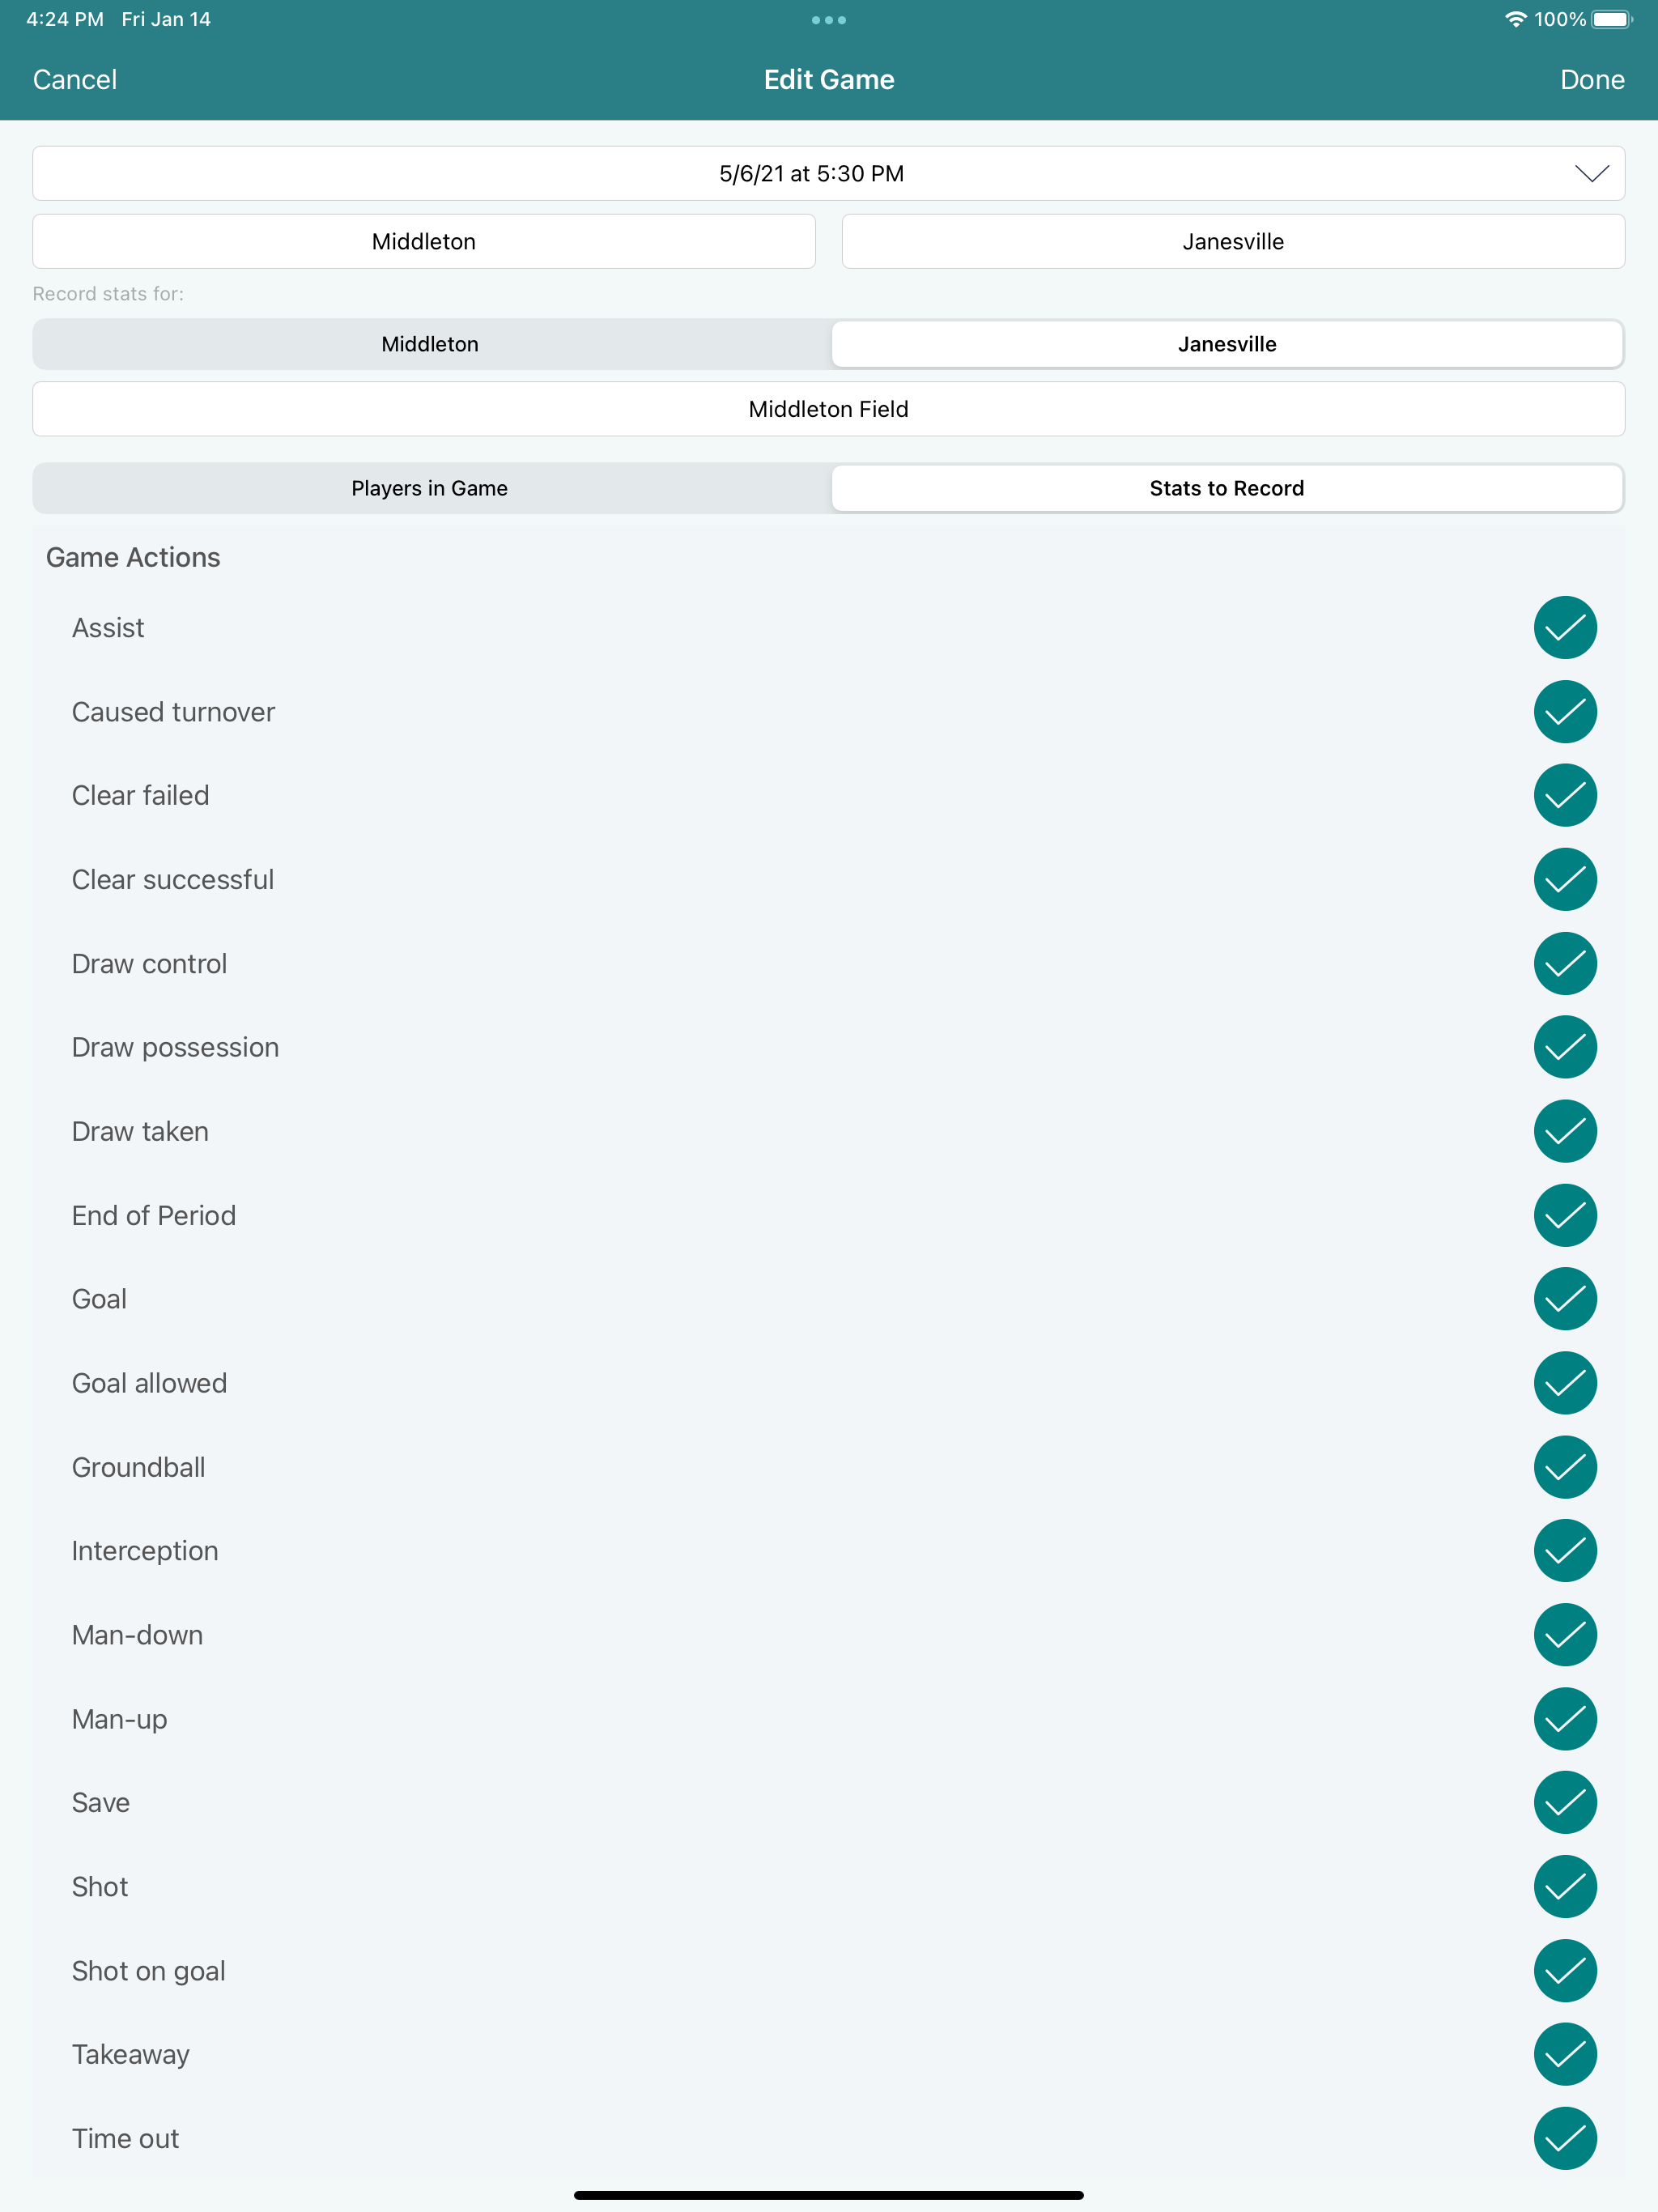 4:24 PM Fri Jan 14 100%
Cancel Edit Game Done
5/6/21 at 5:30 PM
Middleton Janesville
Record stats for:
Middleton Janesville
Middleton Field
Players in Game Stats to Record
Game Actions
Assist
Caused turnover
Clear failed
Clear successful
Draw control
Draw possession
Draw taken
End of Period
Goal
Goal allowed
Groundball
Interception
Man-down
Man-up
Save
Shot
Shot on goal
Takeaway
Time out